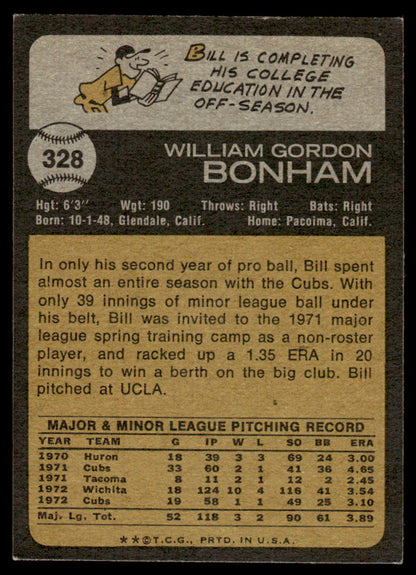 BILL IS COMPLETING
HIS COLLEGE
EDUCATION IN THE
OFF-SEASON.
328
WILLIAM GORDON
BONHAM
Hgt: 6'3" Wgt: 190 Throws: Right Bats: Right
Born: 10-1-48, Glendale, Calif. Home: Pacoima, Calif.
In only his second year of pro ball, Bill spent
almost an entire season with the Cubs. With
only 39 innings of minor league ball under
his belt, Bill was invited to the 1971 major
league spring training camp as a non-roster
player, and racked up a 1.35 ERA in 20
innings to win a berth on the big club. Bill
pitched at UCLA.
MAJOR & MINOR LEAGUE PITCHING RECORD
YEAR TEAM G IP W L SO BB ERA
1970 Huron 18 39 3 3 69 24 3.00
1971 Cubs 33 60 2 1 41 36 4.65
1971 Tacoma 8 11 1 1 12 2 2.45
1972 Wichita 18 124 10 4 116 41 3.54
1972 Cubs 19 58 1 1 49 25 3.10
Maj. Lg. Tot. 52 118 3 2 90 61 3.89
**©T.C.G., PRTD. IN U.S.A.